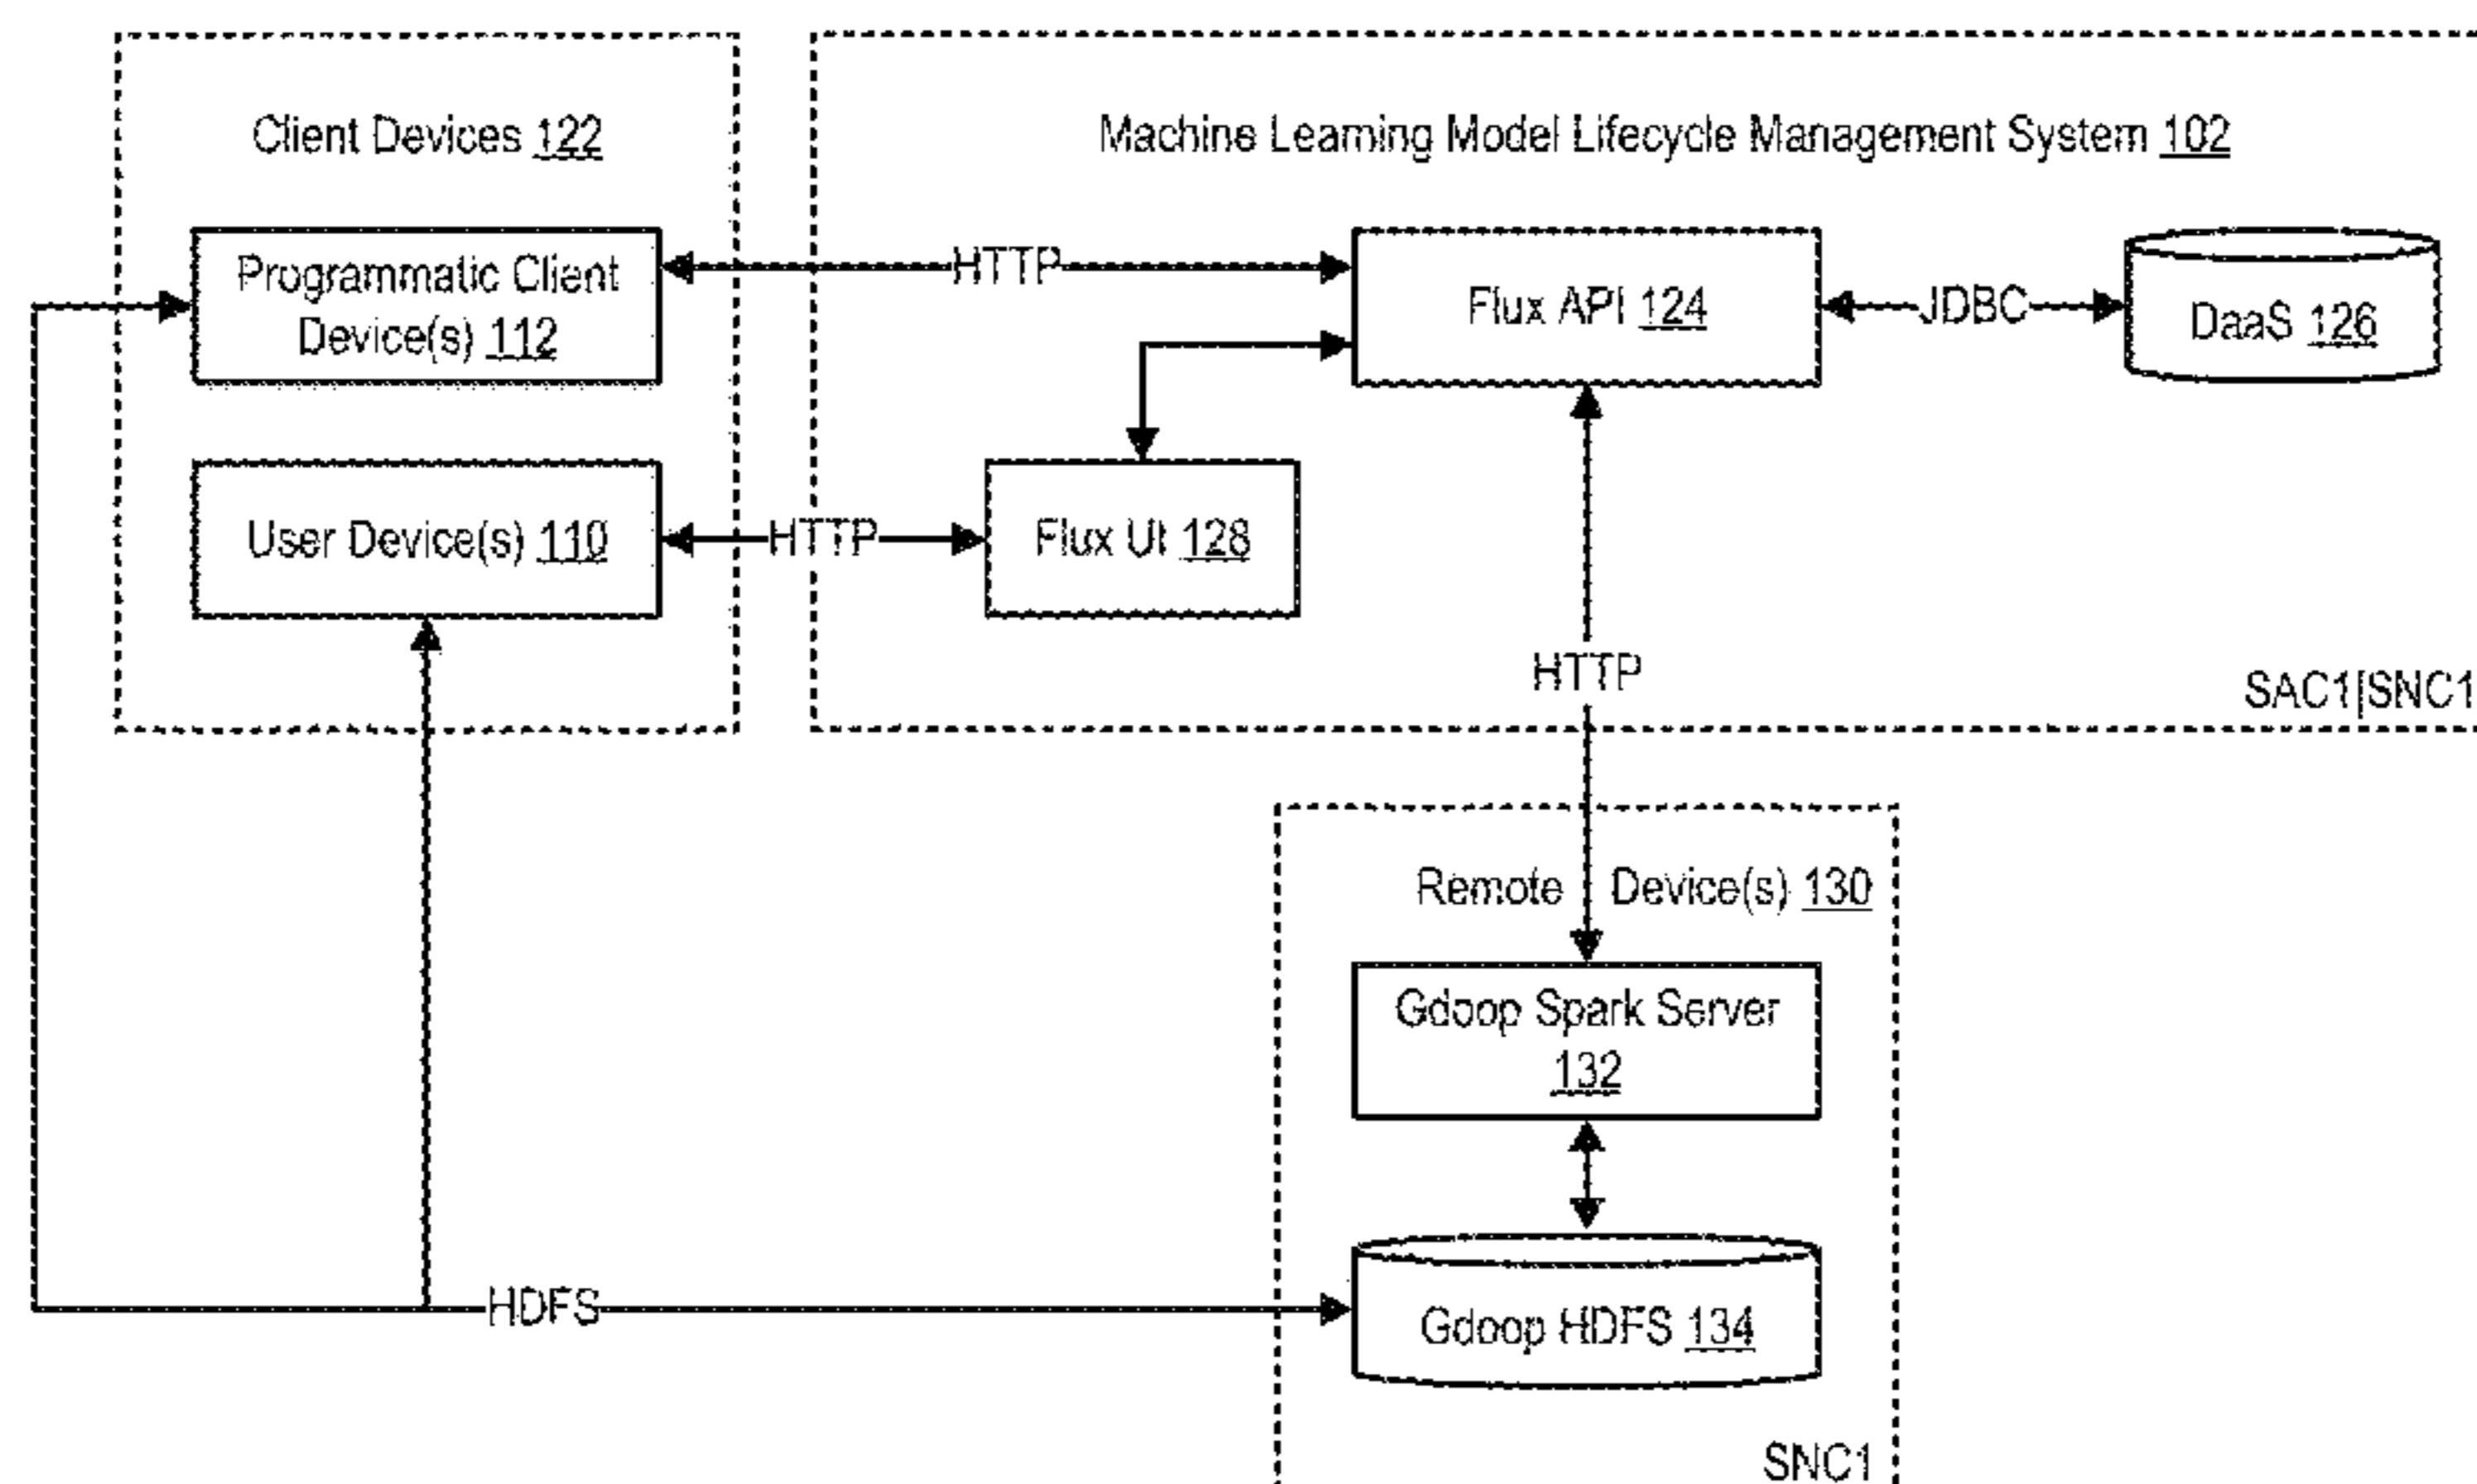 Client Devices 122
Machine Learning Model Lifecycle Management System 102
Programmatic Client
Device(s) 112
HTTP
Flux API 124
JDBC
DaaS 126
User Device(s) 110
HTTP
Flux UI 128
HTTP
SAC1|SNC1
Remote Device(s) 130
Gdoop Spark Server
132
HDFS
Gdoop HDFS 134
SNC1